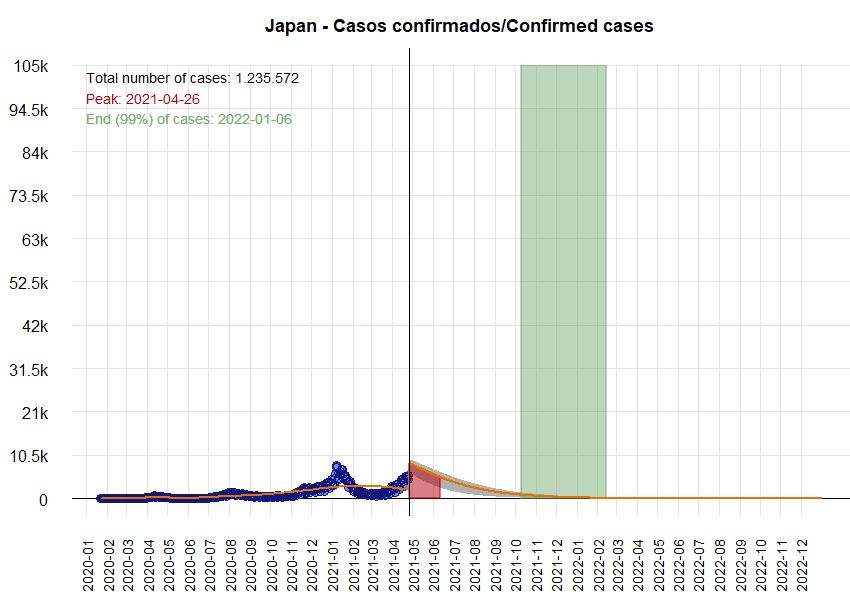 Japan - Casos confirmados/Confirmed cases
105k
94.5k
84k
73.5k
63k
52.5k
42k
31.5k
21k
10.5k
0
Total number of cases: 1.235.572
Peak: 2021-04-26
End (99%) of cases: 2022-01-06
2020-01
2020-02
2020-03
2020-04
2020-05
2020-06
2020-07
2020-08
2020-09
2020-10
2020-11
2020-12
2021-01
2021-02
2021-03
2021-04
2021-05
2021-06
2021-07
2021-08
2021-09
2021-10
2021-11
2021-12
2022-01
2022-02
2022-03
2022-04
2022-05
2022-06
2022-07
2022-08
2022-09
2022-10
2022-11
2022-12